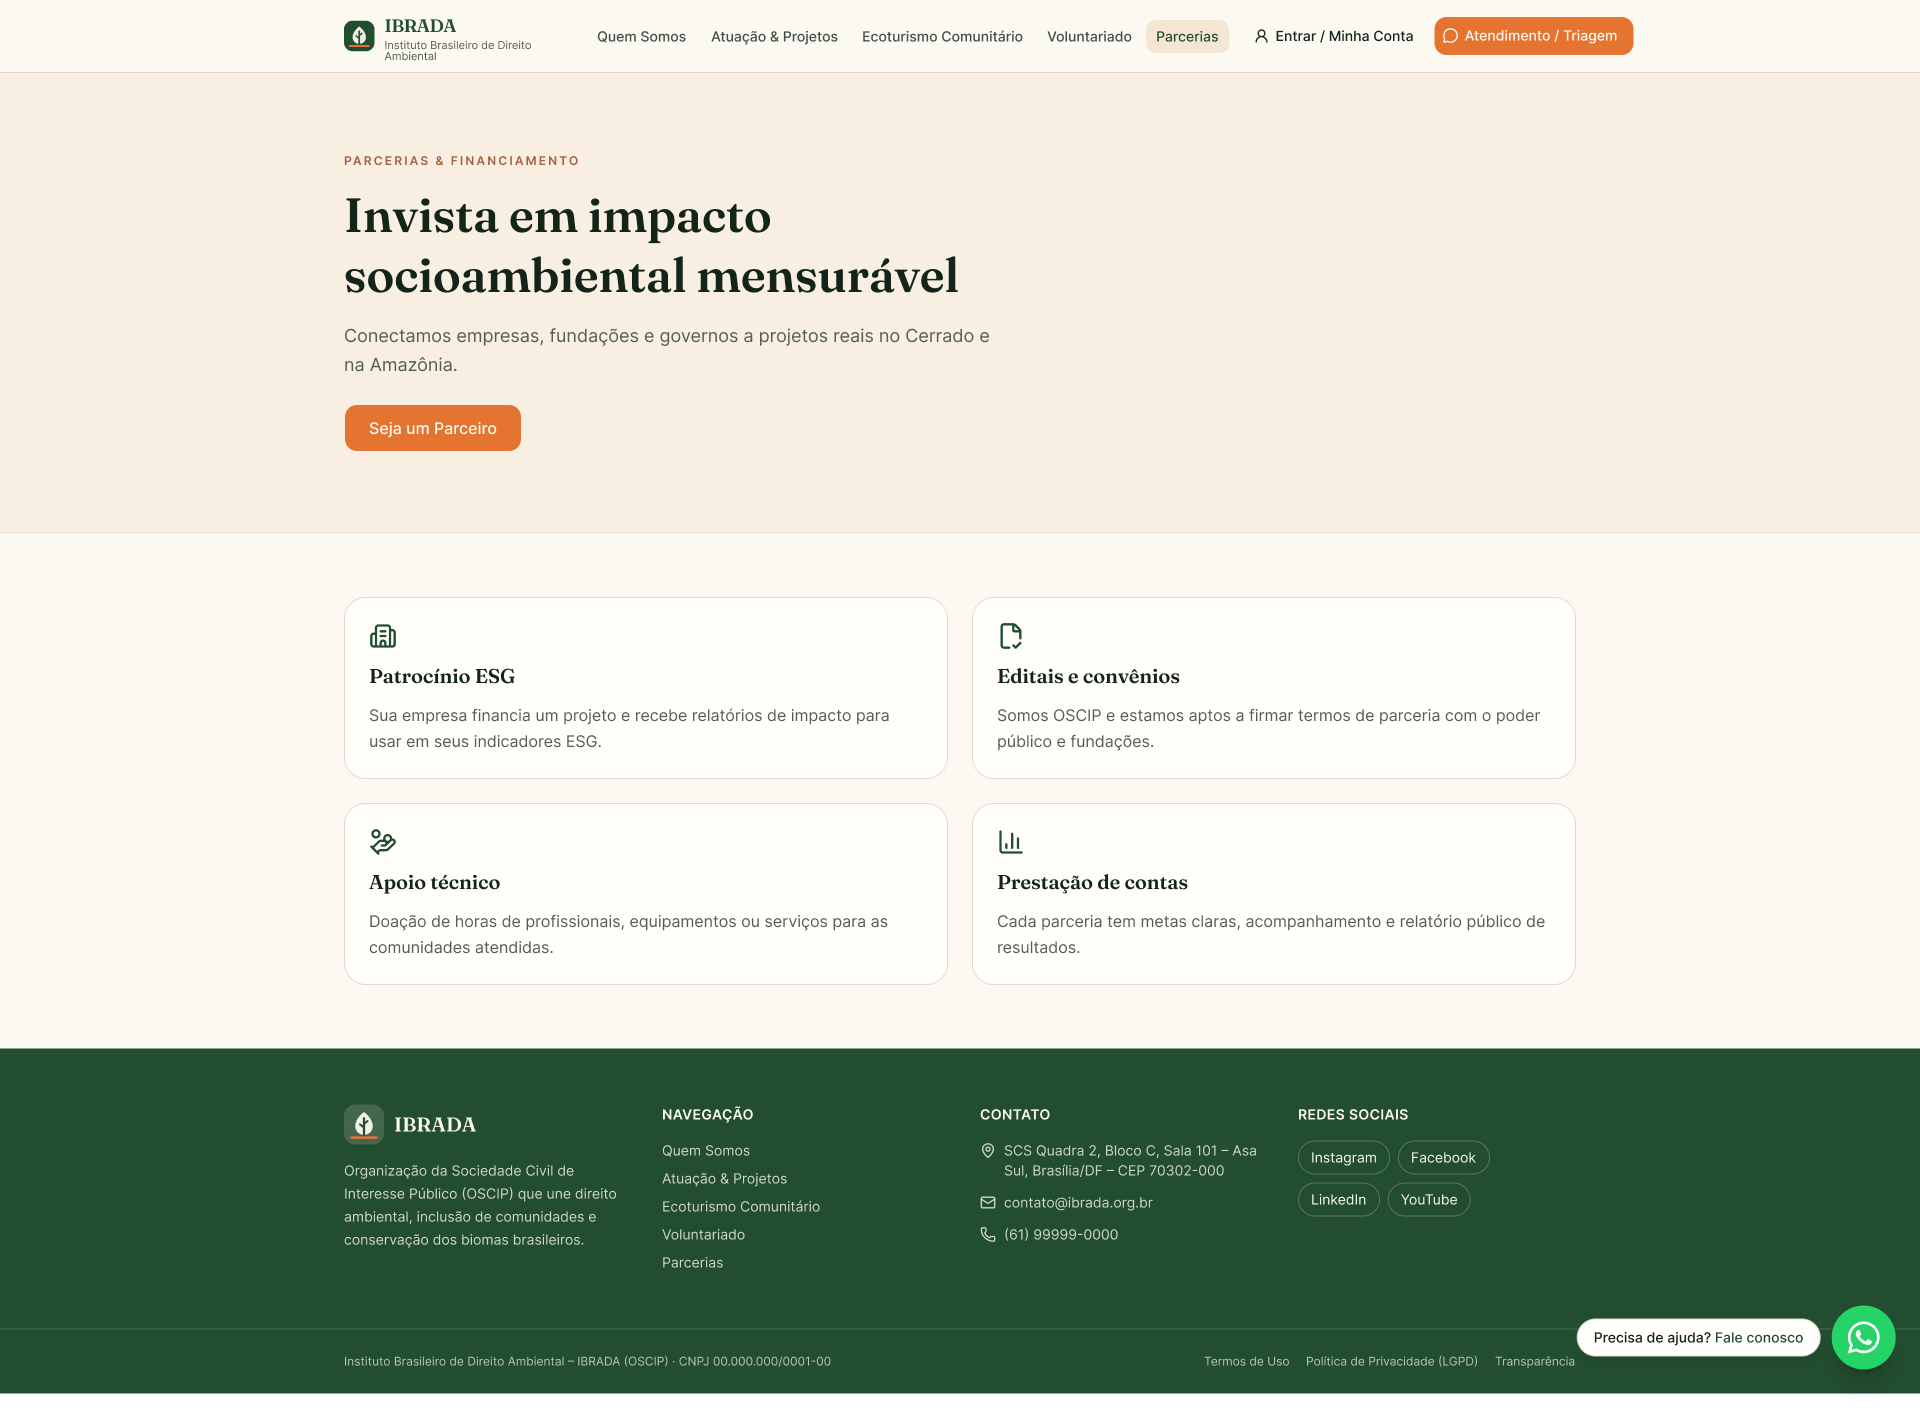 IBRADA
Instituto Brasileiro de Direito
Ambiental
Quem Somos
Atuação & Projetos
Ecoturismo Comunitário
Voluntariado
Parcerias
Entrar / Minha Conta
Atendimento / Triagem
PARCERIAS & FINANCIAMENTO
Invista em impacto
socioambiental mensurável
Conectamos empresas, fundações e governos a projetos reais no Cerrado e
na Amazônia.
Seja um Parceiro
Patrocínio ESG
Sua empresa financia um projeto e recebe relatórios de impacto para
usar em seus indicadores ESG.
Editais e convênios
Somos OSCIP e estamos aptos a firmar termos de parceria com o poder
público e fundações.
Apoio técnico
Doação de horas de profissionais, equipamentos ou serviços para as
comunidades atendidas.
Prestação de contas
Cada parceria tem metas claras, acompanhamento e relatório público de
resultados.
IBRADA
Organização da Sociedade Civil de
Interesse Público (OSCIP) que une direito
ambiental, inclusão de comunidades e
conservação dos biomas brasileiros.
NAVEGAÇÃO
Quem Somos
Atuação & Projetos
Ecoturismo Comunitário
Voluntariado
Parcerias
CONTATO
SCS Quadra 2, Bloco C, Sala 101 – Asa
Sul, Brasília/DF – CEP 70302-000
contato@ibrada.org.br
(61) 99999-0000
REDES SOCIAIS
Instagram
Facebook
LinkedIn
YouTube
Precisa de ajuda? Fale conosco
Instituto Brasileiro de Direito Ambiental – IBRADA (OSCIP) · CNPJ 00.000.000/0001-00
Termos de Uso
Política de Privacidade (LGPD)
Transparência